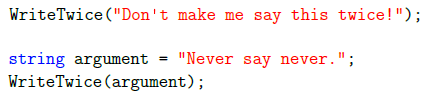 WriteTwice("Don't make me say this twice!");
string argument = "Never say never.";
WriteTwice(argument);